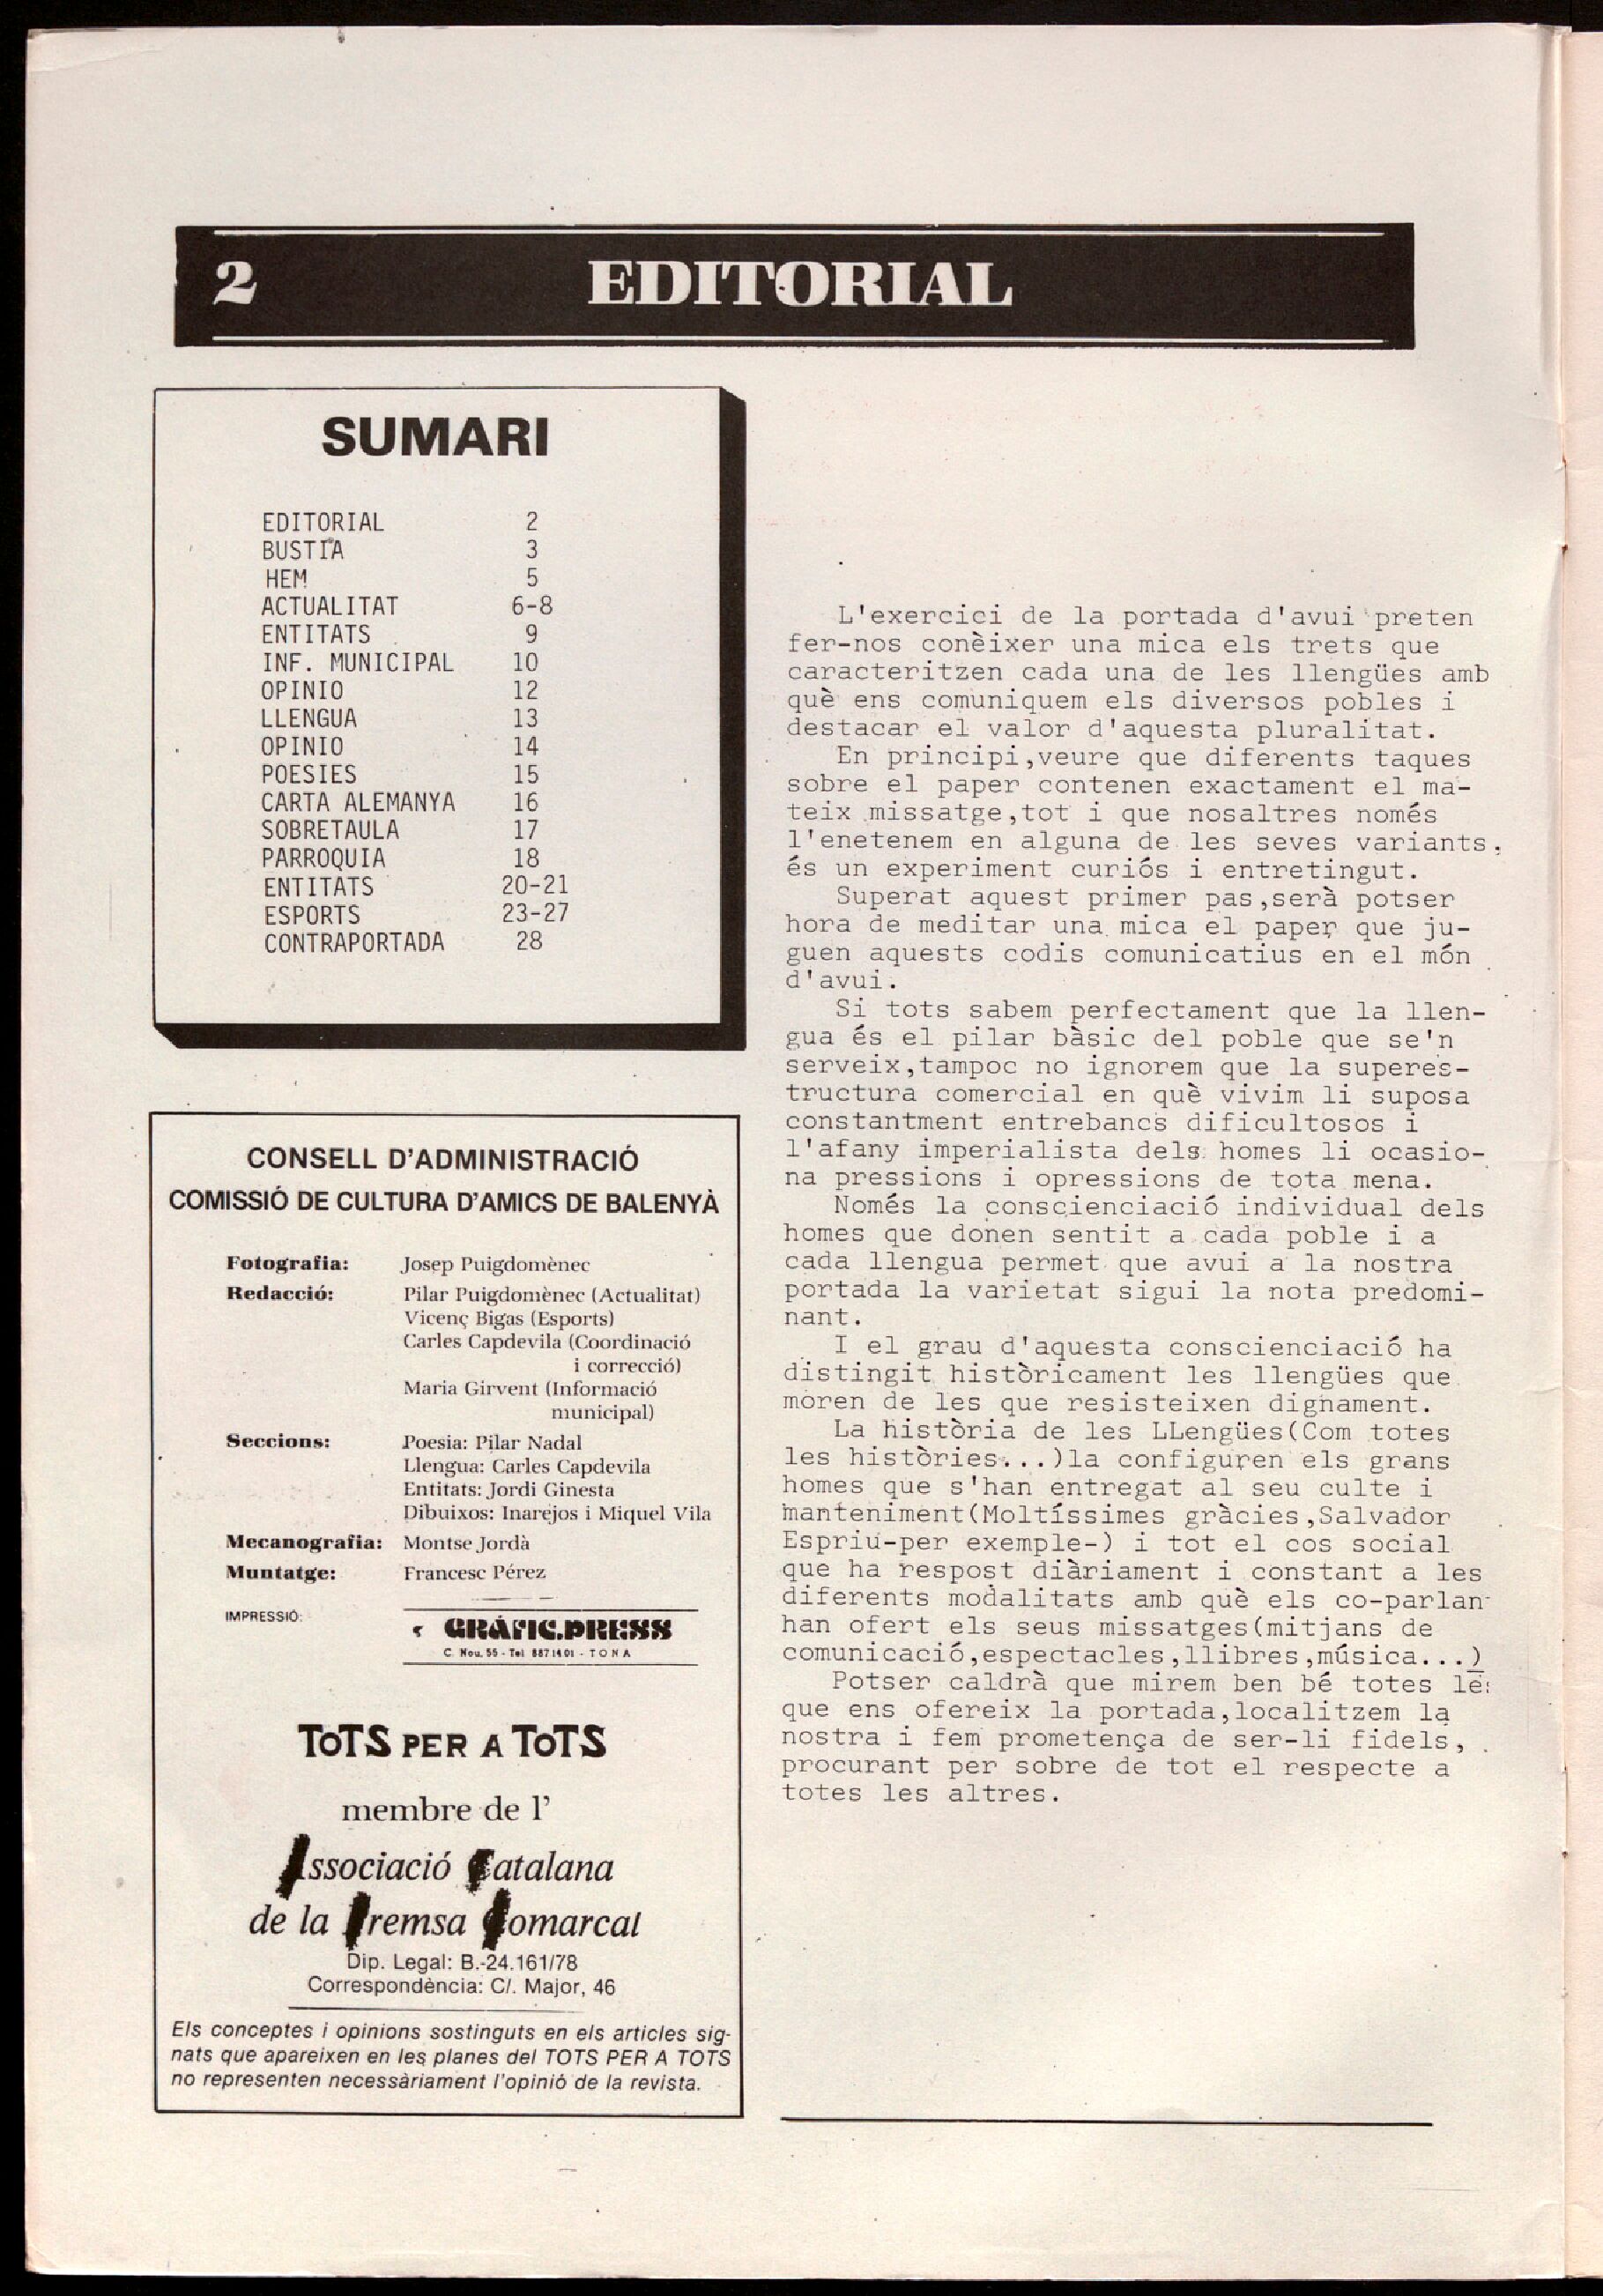 2 EDITORIAL
SUMARI
EDITORIAL 2
BUSTIA 3
HEM 5
ACTUALITAT 6-8
ENTITATS 9
INF. MUNICIPAL 10
OPINIO 12
LLENGUA 13
OPINIO 14
POESIES 15
CARTA ALEMANYA 16
SOBRETAULA 17
PARROQUIA 18
ENTITATS 20-21
ESPORTS 23-27
CONTRAPORTADA 28
CONSELL D'ADMINISTRACIÓ
COMISSIÓ DE CULTURA D'AMICS DE BALENYÀ
Fotografia: Josep Puigdomènec
Redacció: Pilar Puigdomènec (Actualitat)
Vicenç Bigas (Esports)
Carles Capdevila (Coordinació
i correcció)
Maria Girvent (Informació
municipal)
Seccions: Poesia: Pilar Nadal
Llengua: Carles Capdevila
Entitats: Jordi Ginesta
Dibuixos: Inarejos i Miquel Vila
Mecanografia: Montse Jordà
Muntatge: Francesc Pérez
IMPRESSIÓ: GRÀFIC.PRESS
C. Nou, 55 - Tel. 887 14 01 - TONA
TOTS PER A TOTS
membre de l'
Associació Catalana
de la Premsa Comarcal
Dip. Legal: B.-24.161/78
Correspondència: C/. Major, 46
Els conceptes i opinions sostinguts en els articles sig-
nats que apareixen en les planes del TOTS PER A TOTS
no representen necessàriament l'opinió de la revista.
L'exercici de la portada d'avui preten
fer-nos conèixer una mica els trets que
caracteritzen cada una de les llengües amb
què ens comuniquem els diversos pobles i
destacar el valor d'aquesta pluralitat.
En principi,veure que diferents taques
sobre el paper contenen exactament el ma-
teix missatge,tot i que nosaltres només
l'enetenem en alguna de les seves variants,
és un experiment curiós i entretingut.
Superat aquest primer pas,serà potser
hora de meditar una mica el paper que ju-
guen aquests codis comunicatius en el món
d'avui.
Si tots sabem perfectament que la llen-
gua és el pilar bàsic del poble que se'n
serveix,tampoc no ignorem que la superes-
tructura comercial en què vivim li suposa
constantment entrebancs dificultosos i
l'afany imperialista dels homes li ocasio-
na pressions i opressions de tota mena.
Només la conscienciació individual dels
homes que donen sentit a cada poble i a
cada llengua permet que avui a la nostra
portada la varietat sigui la nota predomi-
nant.
I el grau d'aquesta conscienciació ha
distingit històricament les llengües que
moren de les que resisteixen dignament.
La història de les LLengües(Com totes
les històries...)la configuren els grans
homes que s'han entregat al seu culte i
manteniment(Moltíssimes gràcies,Salvador
Espriu-per exemple-) i tot el cos social
que ha respost diàriament i constant a les
diferents modalitats amb què els co-parlan-
han ofert els seus missatges(mitjans de
comunicació,espectacles,llibres,música...)
Potser caldrà que mirem ben bé totes les
que ens ofereix la portada,localitzem la
nostra i fem prometença de ser-li fidels,
procurant per sobre de tot el respecte a
totes les altres.